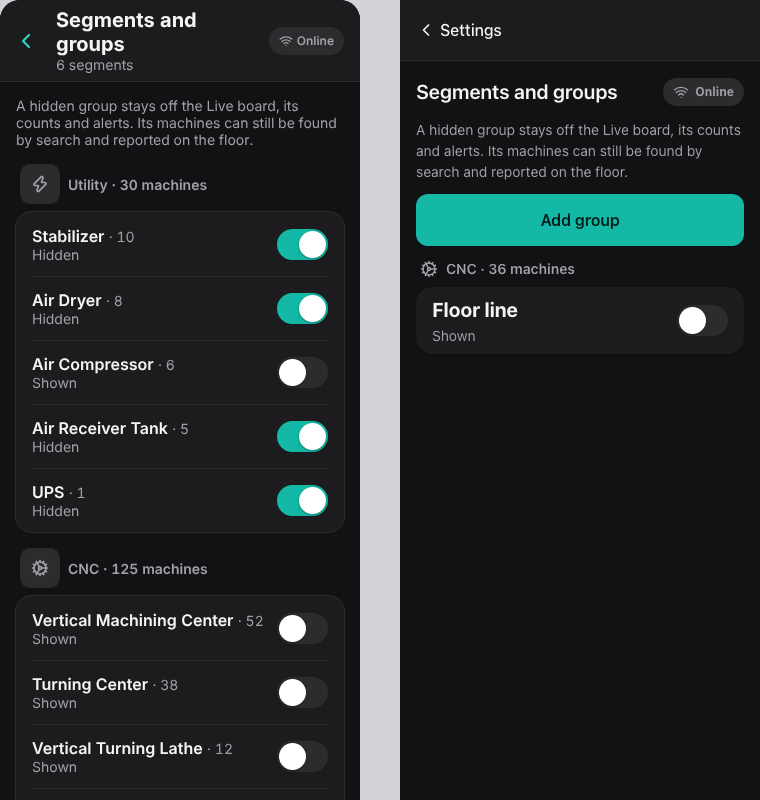 Segments and
groups
6 segments
Online
A hidden group stays off the Live board, its
counts and alerts. Its machines can still be found
by search and reported on the floor.
Utility · 30 machines
Stabilizer · 10
Hidden
Air Dryer · 8
Hidden
Air Compressor · 6
Shown
Air Receiver Tank · 5
Hidden
UPS · 1
Hidden
CNC · 125 machines
Vertical Machining Center · 52
Shown
Turning Center · 38
Shown
Vertical Turning Lathe · 12
Shown
Settings
Segments and groups
Online
A hidden group stays off the Live board, its counts
and alerts. Its machines can still be found by
search and reported on the floor.
Add group
CNC · 36 machines
Floor line
Shown